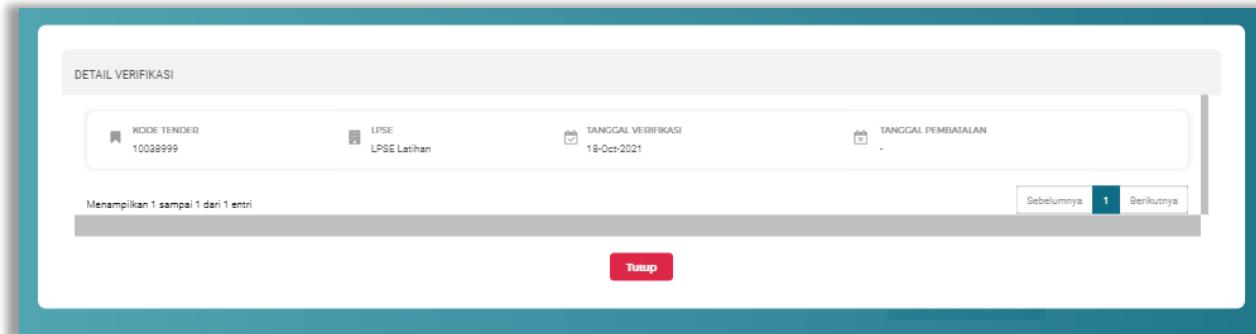 DETAIL VERIFIKASI
KODE TENDER
10038999
LPSE
LPSE Latihan
TANGGAL VERIFIKASI
18-Oct-2021
TANGGAL PEMBATALAN
-
Menampilkan 1 sampai 1 dari 1 entri
Sebelumnya 1 Berikutnya
Tutup